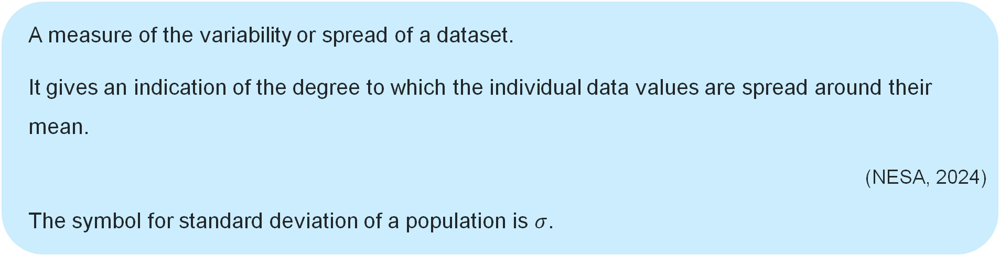 A measure of the variability or spread of a dataset.
It gives an indication of the degree to which the individual data values are spread around their
mean.
(NESA, 2024)
The symbol for standard deviation of a population is σ.